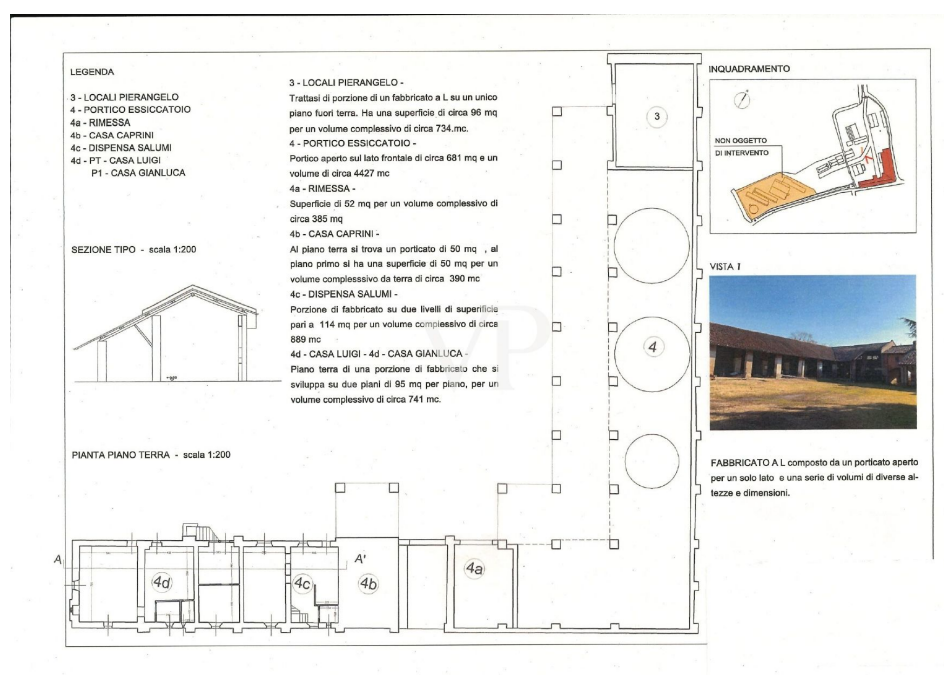 LEGENDA
3 - LOCALI PIERANGELO
4 - PORTICO ESSICCATOIO
4a - RIMESSA
4b - CASA CAPRINI
4c - DISPENSA SALUMI
4d - PT - CASA LUIGI
P1 - CASA GIANLUCA
SEZIONE TIPO - scala 1:200
PIANTA PIANO TERRA - scala 1:200
3 - LOCALI PIERANGELO -
Trattasi di porzione di un fabbricato a L su un unico
piano fuori terra. Ha una superficie di circa 96 mq
per un volume complessivo di circa 734.mc.
4 - PORTICO ESSICCATOIO -
Portico aperto sul lato frontale di circa 681 mq e un
volume di circa 4427 mc
4a - RIMESSA -
Superficie di 52 mq per un volume complessivo di
circa 385 mq
4b - CASA CAPRINI -
Al piano terra si trova un porticato di 50 mq , al
piano primo si ha una superficie di 50 mq per un
volume complesssivo da terra di circa 390 mc
4c - DISPENSA SALUMI -
Porzione di fabbricato su due livelli di superificie
pari a 114 mq per un volume complessivo di circa
889 mc
4d - CASA LUIGI - 4d - CASA GIANLUCA -
Piano terra di una porzione di fabbricato che si
sviluppa su due piani di 95 mq per piano, per un
volume complessivo di circa 741 mc.
VP
INQUADRAMENTO
NON OGGETTO
DI INTERVENTO
1
VISTA 1
FABBRICATO A L composto da un porticato aperto
per un solo lato e una serie di volumi di diverse al-
tezze e dimensioni.
3
4
A
A'
4d
4c
4b
4a